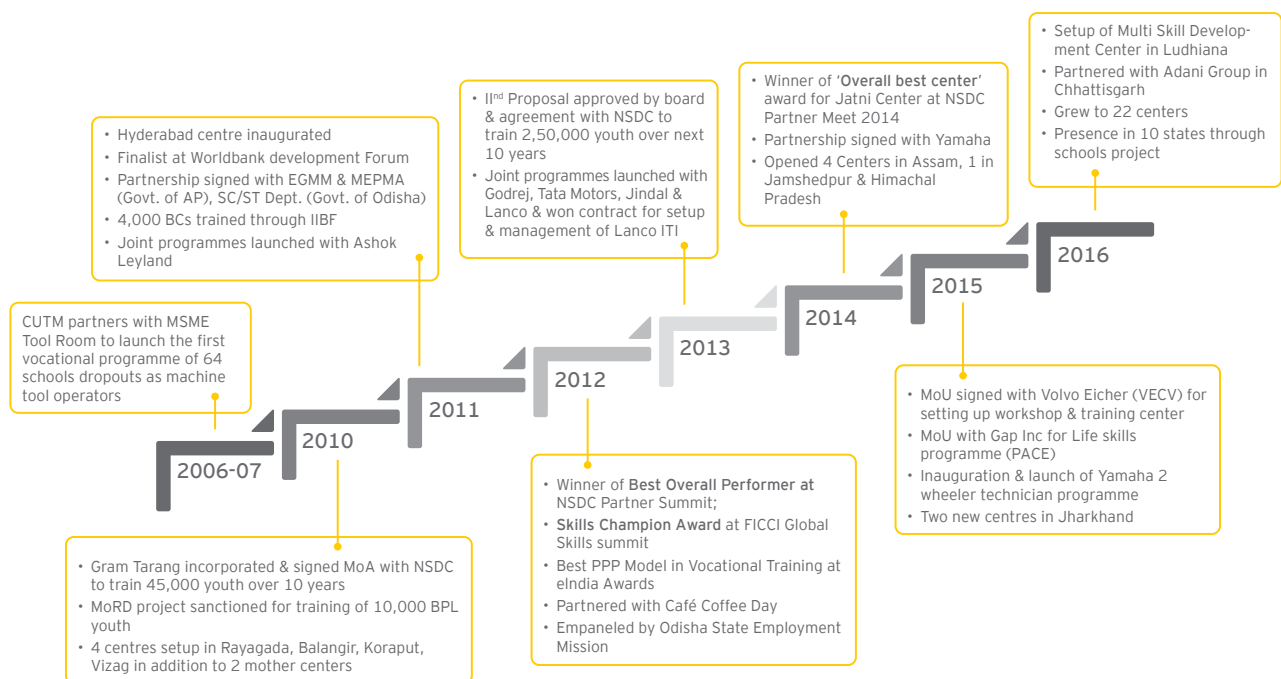 CUTM partners with MSME
Tool Room to launch the first
vocational programme of 64
schools dropouts as machine
tool operators
2006-07
• Gram Tarang incorporated & signed MoA with NSDC
to train 45,000 youth over 10 years
• MoRD project sanctioned for training of 10,000 BPL
youth
• 4 centres setup in Rayagada, Balangir, Koraput,
Vizag in addition to 2 mother centers
2010
• Hyderabad centre inaugurated
• Finalist at Worldbank development Forum
• Partnership signed with EGMM & MEPMA
(Govt. of AP), SC/ST Dept. (Govt. of Odisha)
• 4,000 BCs trained through IIBF
• Joint programmes launched with Ashok
Leyland
2011
• Winner of Best Overall Performer at
NSDC Partner Summit;
• Skills Champion Award at FICCI Global
Skills summit
• Best PPP Model in Vocational Training at
eIndia Awards
• Partnered with Café Coffee Day
• Empaneled by Odisha State Employment
Mission
2012
• IInd Proposal approved by board
& agreement with NSDC to
train 2,50,000 youth over next
10 years
• Joint programmes launched with
Godrej, Tata Motors, Jindal &
Lanco & won contract for setup
& management of Lanco ITI
2013
• Winner of 'Overall best center'
award for Jatni Center at NSDC
Partner Meet 2014
• Partnership signed with Yamaha
• Opened 4 Centers in Assam, 1 in
Jamshedpur & Himachal
Pradesh
2014
• MoU signed with Volvo Eicher (VECV) for
setting up workshop & training center
• MoU with Gap Inc for Life skills
programme (PACE)
• Inauguration & launch of Yamaha 2
wheeler technician programme
• Two new centres in Jharkhand
2015
• Setup of Multi Skill Develop-
ment Center in Ludhiana
• Partnered with Adani Group in
Chhattisgarh
• Grew to 22 centers
• Presence in 10 states through
schools project
2016